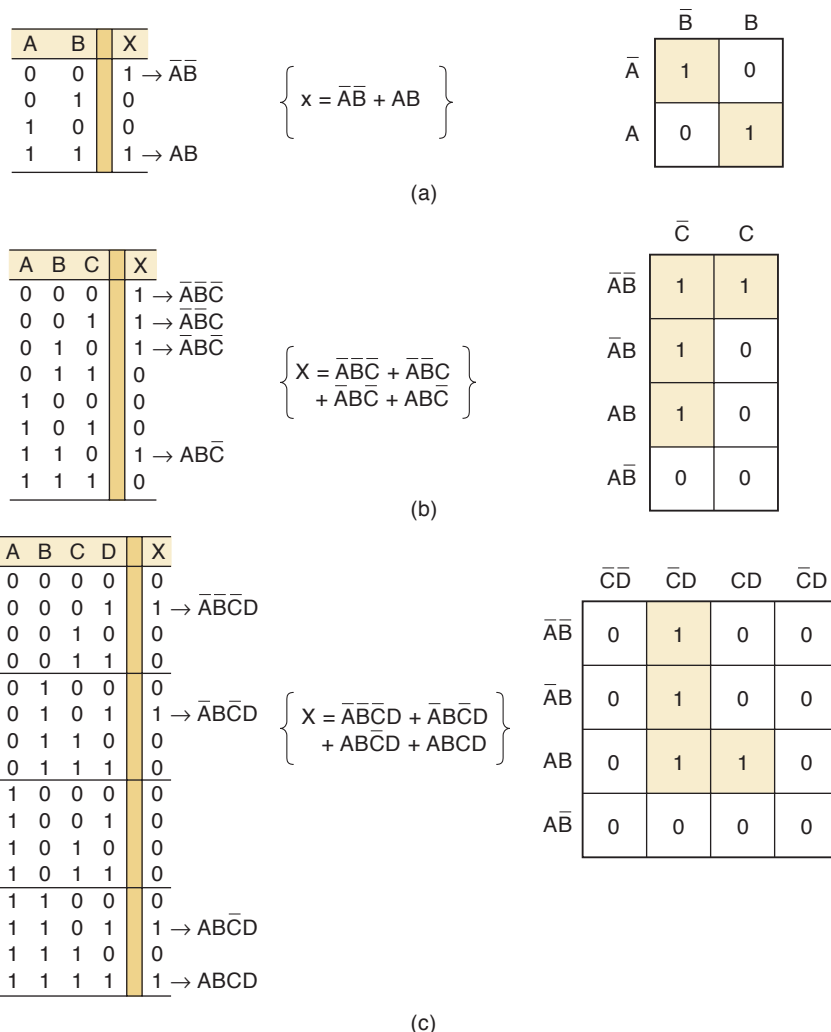 A B X
0 0 1 → A̅B̅
0 1 0
1 0 0
1 1 1 → AB
x = A̅B̅ + AB
B̅ B
A̅ 1 0
A 0 1
(a)
A B C X
0 0 0 1 → A̅B̅C̅
0 0 1 1 → A̅B̅C
0 1 0 1 → A̅BC̅
0 1 1 0
1 0 0 0
1 0 1 0
1 1 0 1 → ABC̅
1 1 1 0
X = A̅B̅C̅ + A̅B̅C
+ A̅BC̅ + ABC̅
C̅ C
A̅B̅ 1 1
A̅B 1 0
AB 1 0
AB̅ 0 0
(b)
A B C D X
0 0 0 0 0
0 0 0 1 1 → A̅B̅C̅D
0 0 1 0 0
0 0 1 1 0
0 1 0 0 0
0 1 0 1 1 → A̅BC̅D
0 1 1 0 0
0 1 1 1 0
1 0 0 0 0
1 0 0 1 0
1 0 1 0 0
1 0 1 1 0
1 1 0 0 0
1 1 0 1 1 → ABC̅D
1 1 1 0 0
1 1 1 1 1 → ABCD
X = A̅B̅C̅D + A̅BC̅D
+ ABC̅D + ABCD
C̅D̅ C̅D CD C̅D
A̅B̅ 0 1 0 0
A̅B 0 1 0 0
AB 0 1 1 0
AB̅ 0 0 0 0
(c)